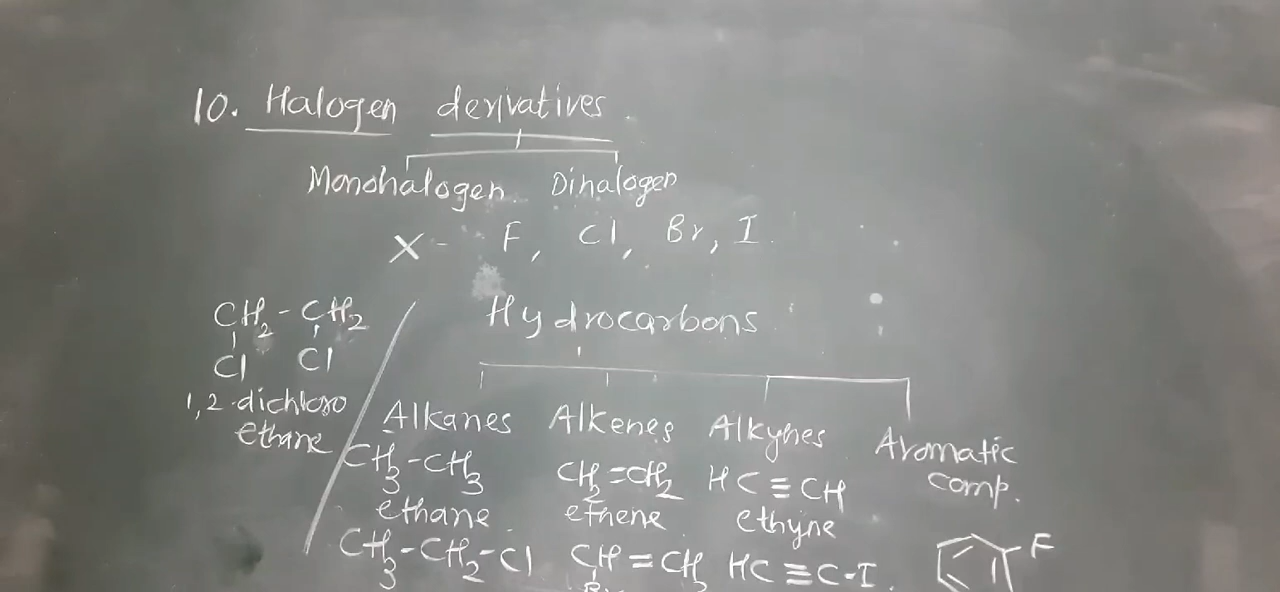 10. Halogen derivatives.
Monohalogen. Dihalogen
X - F, Cl, Br, I.
CH2 - CH2
Cl Cl
1,2-dichloro
ethane
Hydrocarbons
Alkanes Alkenes Alkynes Aromatic
comp.
CH3-CH3 CH2=CH2 HC≡CH
ethane ethene ethyne
CH3-CH2-Cl CH=CH2 HC≡C-I. F
Br